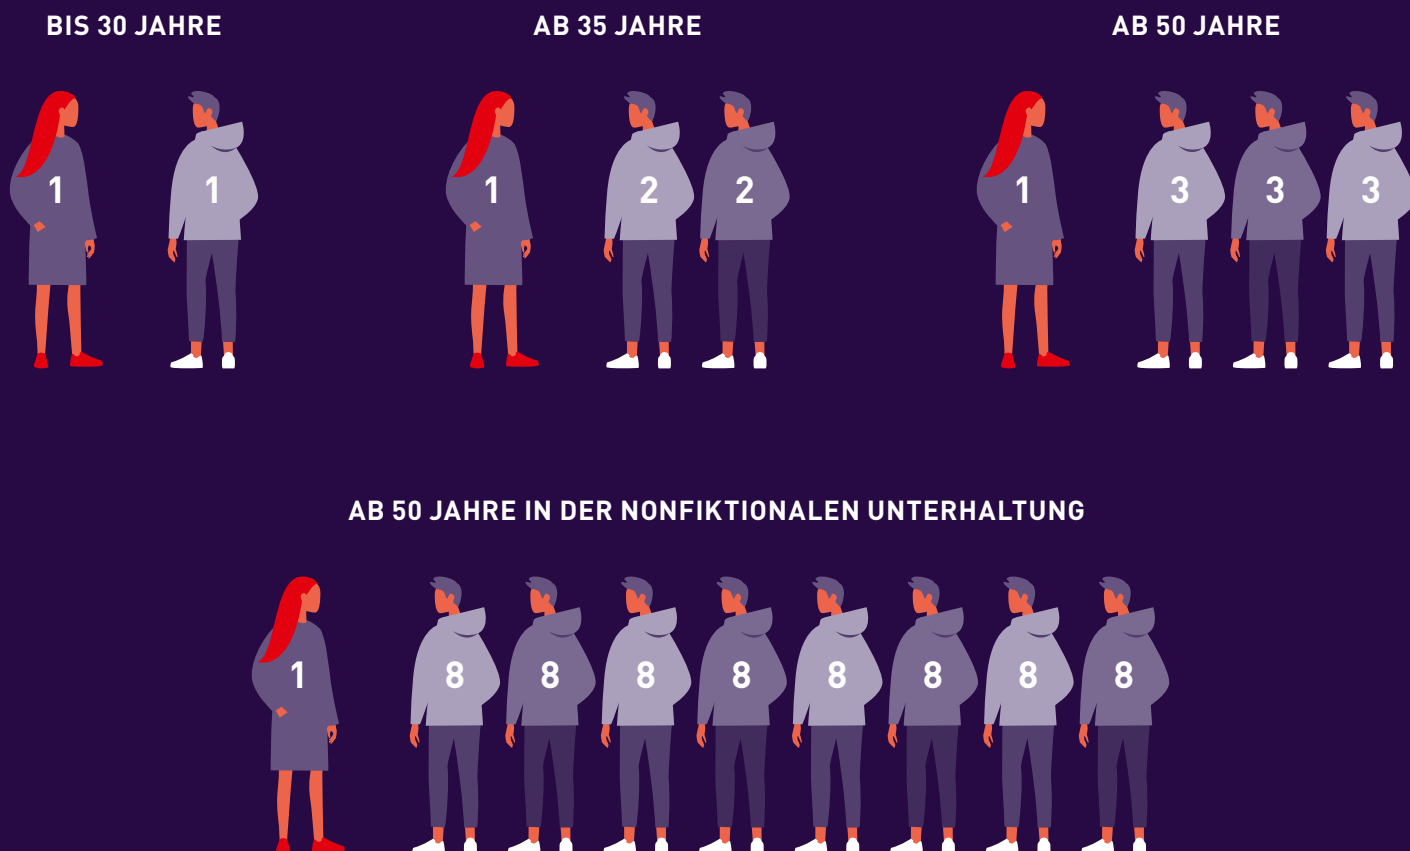 BIS 30 JAHRE
AB 35 JAHRE
AB 50 JAHRE
1 1
1 2 2
1 3 3 3
AB 50 JAHRE IN DER NONFIKTIONALEN UNTERHALTUNG
1 8 8 8 8 8 8 8 8